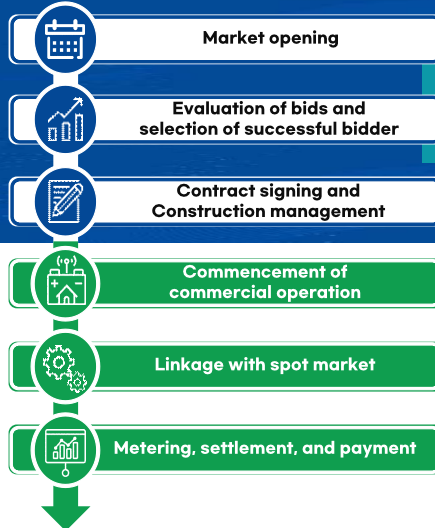 Market opening
Evaluation of bids and
selection of successful bidder
Contract signing and
Construction management
Commencement of
commercial operation
Linkage with spot market
Metering, settlement, and payment